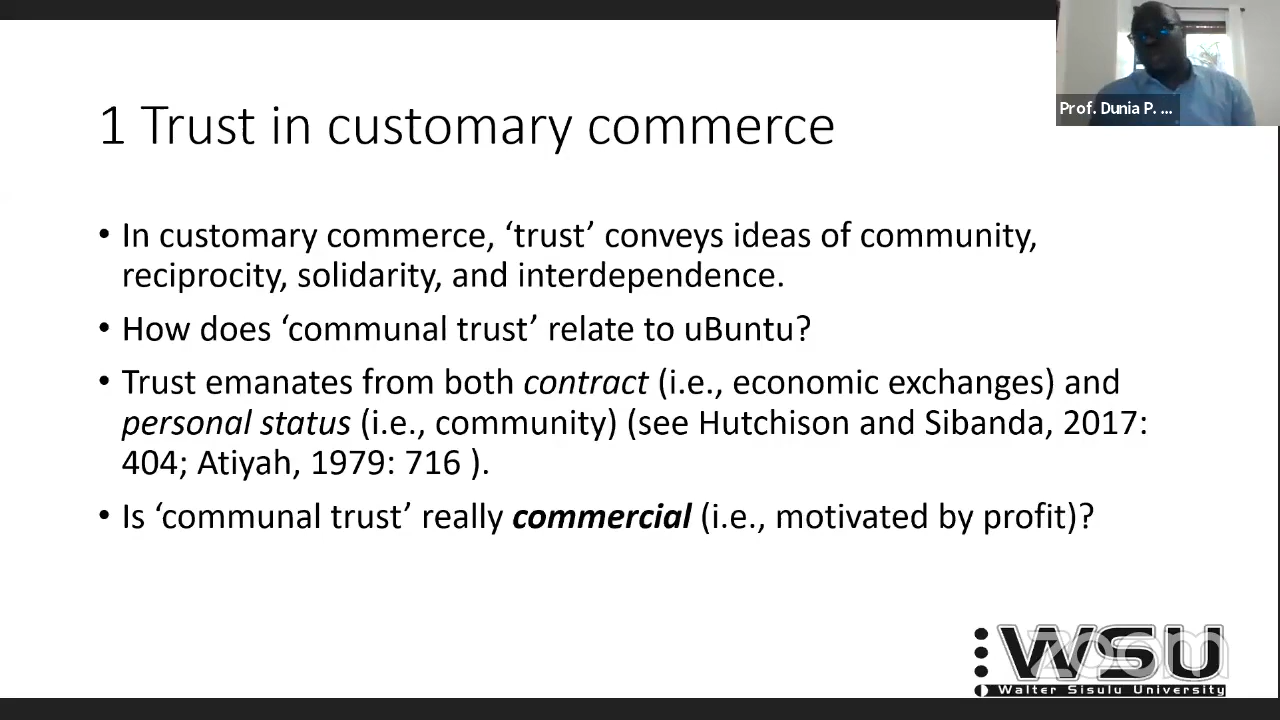 Prof. Dunia P. ...
1 Trust in customary commerce
• In customary commerce, ‘trust’ conveys ideas of community,
reciprocity, solidarity, and interdependence.
• How does ‘communal trust’ relate to uBuntu?
• Trust emanates from both contract (i.e., economic exchanges) and
personal status (i.e., community) (see Hutchison and Sibanda, 2017:
404; Atiyah, 1979: 716 ).
• Is ‘communal trust’ really commercial (i.e., motivated by profit)?
WSU
zoom
Walter Sisulu University